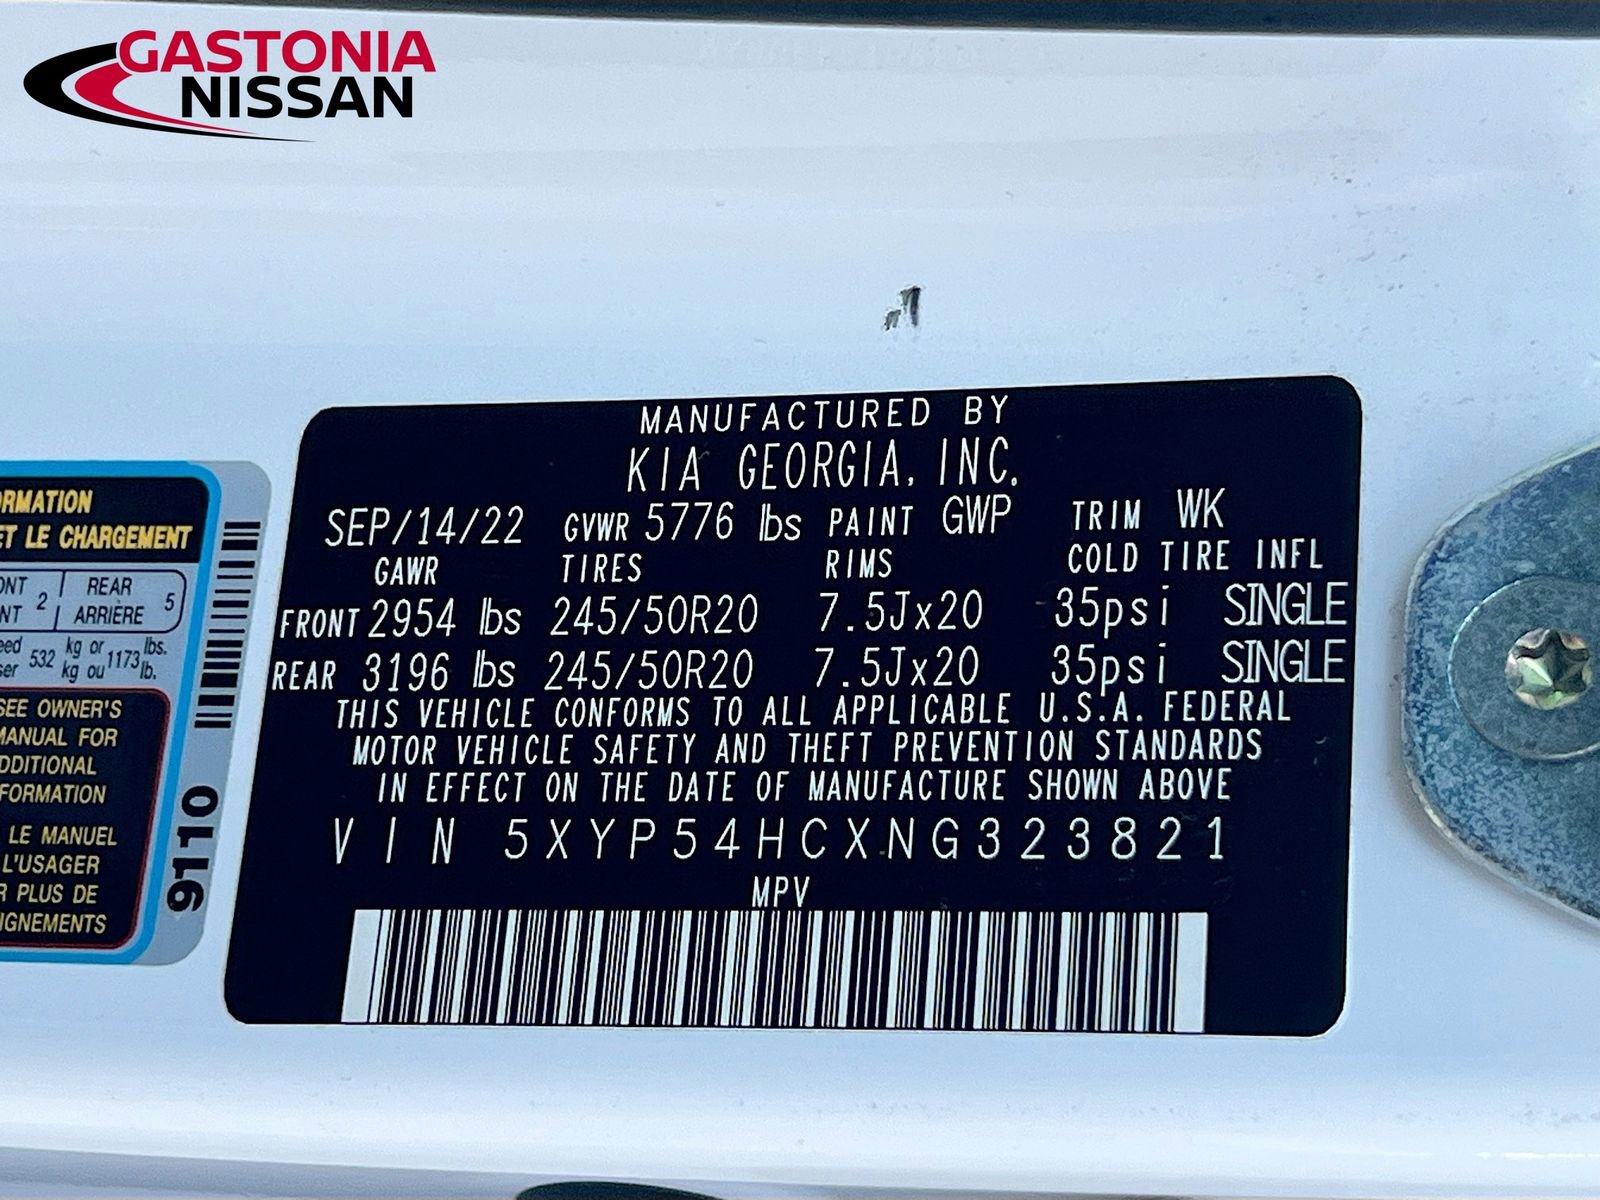 GASTONIA
NISSAN
MANUFACTURED BY
KIA GEORGIA, INC.
SEP/14/22 GVWR 5776 lbs PAINT GWP TRIM WK
GAWR TIRES RIMS COLD TIRE INFL
FRONT 2954 lbs 245/50R20 7.5Jx20 35psi SINGLE
REAR 3196 lbs 245/50R20 7.5Jx20 35psi SINGLE
THIS VEHICLE CONFORMS TO ALL APPLICABLE U.S.A. FEDERAL
MOTOR VEHICLE SAFETY AND THEFT PREVENTION STANDARDS
IN EFFECT ON THE DATE OF MANUFACTURE SHOWN ABOVE
VIN 5XYP54HCXNG323821
MPV
ORMATION
ET LE CHARGEMENT
ONT 2 REAR 5
NT ARRIÈRE
eed 532 kg or 1173 lbs.
ser kg ou lb.
SEE OWNER'S
MANUAL FOR
DDITIONAL
FORMATION
LE MANUEL
L'USAGER
R PLUS DE
IGNEMENTS
9110